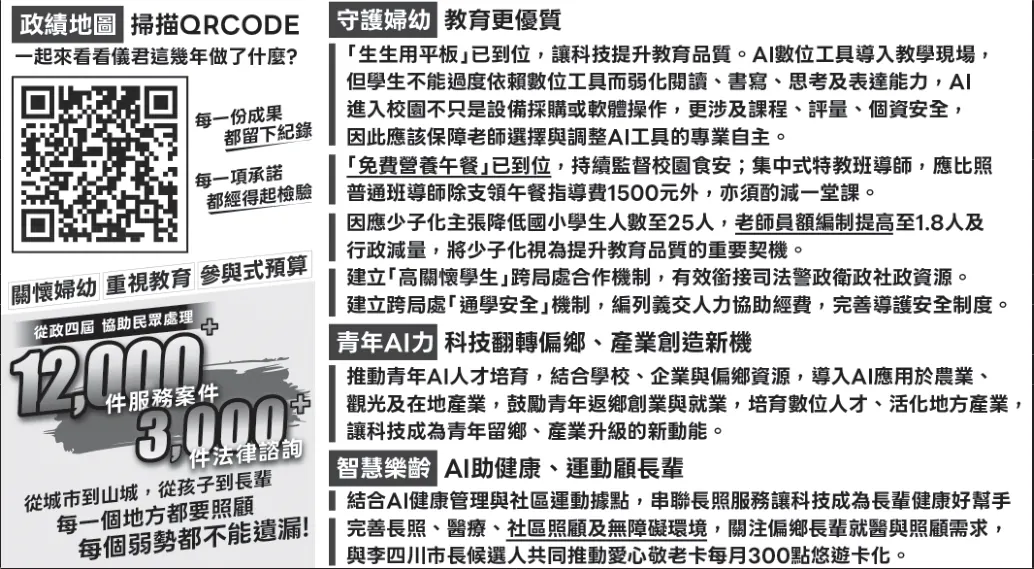 政績地圖 掃描QRCODE
一起來看看儀君這幾年做了什麼?
每一份成果
都留下紀錄
每一項承諾
都經得起檢驗
關懷婦幼 重視教育 參與式預算
從政四屆 協助民眾處理
12,000+
件服務案件
3,000+
件法律諮詢
從城市到山城，從孩子到長輩
每一個地方都要照顧
每個弱勢都不能遺漏!
守護婦幼 教育更優質
「生生用平板」已到位，讓科技提升教育品質。AI數位工具導入教學現場，
但學生不能過度依賴數位工具而弱化閱讀、書寫、思考及表達能力，AI
進入校園不只是設備採購或軟體操作，更涉及課程、評量、個資安全，
因此應該保障老師選擇與調整AI工具的專業自主。
「免費營養午餐」已到位，持續監督校園食安；集中式特教班導師，應比照
普通班導師除支領午餐指導費1500元外，亦須酌減一堂課。
因應少子化主張降低國小學生人數至25人，老師員額編制提高至1.8人及
行政減量，將少子化視為提升教育品質的重要契機。
建立「高關懷學生」跨局處合作機制，有效銜接司法警政衛政社政資源。
建立跨局處「通學安全」機制，編列義交人力協助經費，完善導護安全制度。
青年AI力 科技翻轉偏鄉、產業創造新機
推動青年AI人才培育，結合學校、企業與偏鄉資源，導入AI應用於農業、
觀光及在地產業，鼓勵青年返鄉創業與就業，培育數位人才、活化地方產業，
讓科技成為青年留鄉、產業升級的新動能。
智慧樂齡 AI助健康、運動顧長輩
結合AI健康管理與社區運動據點，串聯長照服務讓科技成為長輩健康好幫手
完善長照、醫療、社區照顧及無障礙環境，關注偏鄉長輩就醫與照顧需求，
與李四川市長候選人共同推動愛心敬老卡每月300點悠遊卡化。